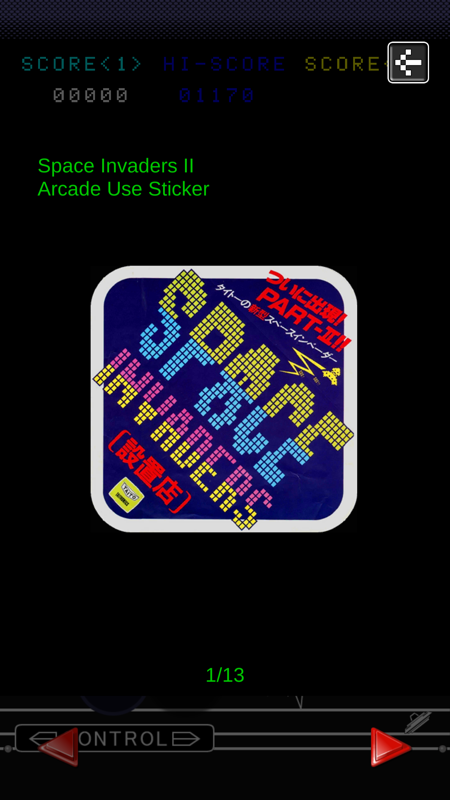 SCORE<1> HI-SCORE SCORE<
00000 01170
Space Invaders II
Arcade Use Sticker
ついに出現!!
PART-II!!
タイトーの新型スペースインベーダー
SPACE
SPACE
INVADERS
〔設置店〕
TAITO
1/13
ONTROL